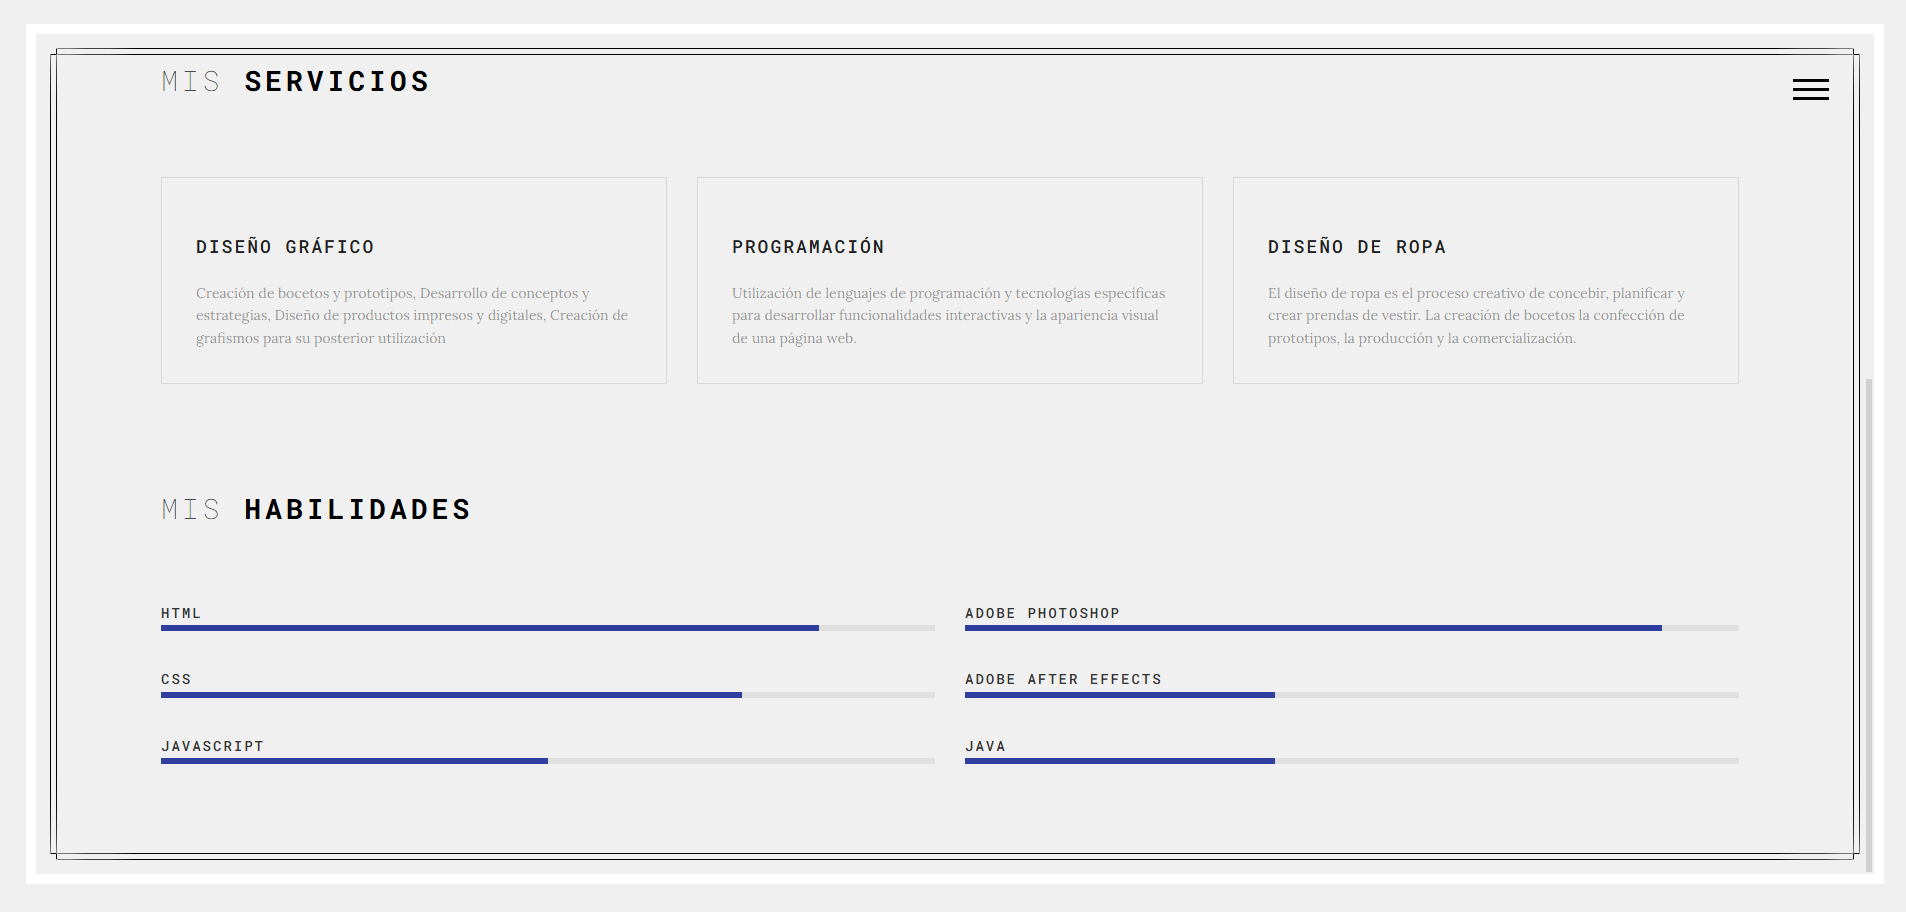 MIS SERVICIOS
DISEÑO GRÁFICO
Creación de bocetos y prototipos, Desarrollo de conceptos y
estrategias, Diseño de productos impresos y digitales, Creación de
grafismos para su posterior utilización
PROGRAMACIÓN
Utilización de lenguajes de programación y tecnologías específicas
para desarrollar funcionalidades interactivas y la apariencia visual
de una página web.
DISEÑO DE ROPA
El diseño de ropa es el proceso creativo de concebir, planificar y
crear prendas de vestir. La creación de bocetos la confección de
prototipos, la producción y la comercialización.
MIS HABILIDADES
HTML
CSS
JAVASCRIPT
ADOBE PHOTOSHOP
ADOBE AFTER EFFECTS
JAVA